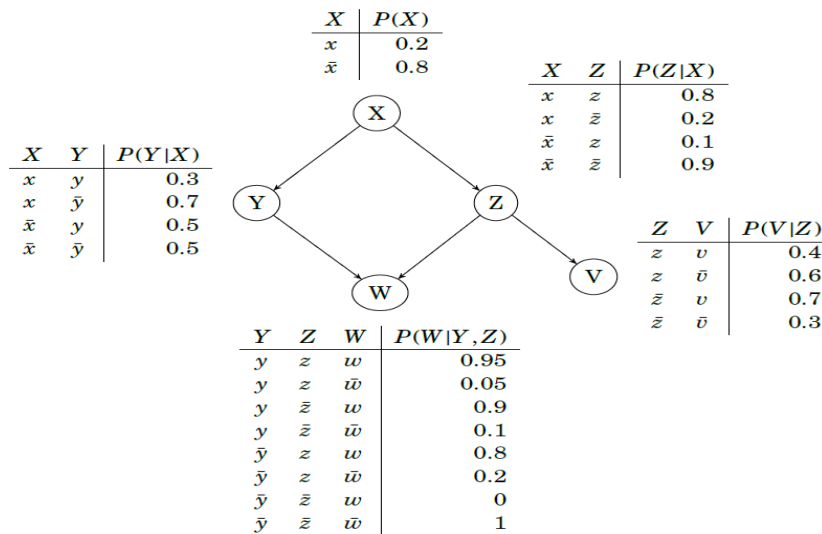 X P(X)
x 0.2
x̄ 0.8
X Z P(Z|X)
x z 0.8
x z̄ 0.2
x̄ z 0.1
x̄ z̄ 0.9
X
X Y P(Y|X)
x y 0.3
x ȳ 0.7
x̄ y 0.5
x̄ ȳ 0.5
Y
Z
Z V P(V|Z)
z v 0.4
z v̄ 0.6
z̄ v 0.7
z̄ v̄ 0.3
V
W
Y Z W P(W|Y,Z)
y z w 0.95
y z w̄ 0.05
y z̄ w 0.9
y z̄ w̄ 0.1
ȳ z w 0.8
ȳ z w̄ 0.2
ȳ z̄ w 0
ȳ z̄ w̄ 1